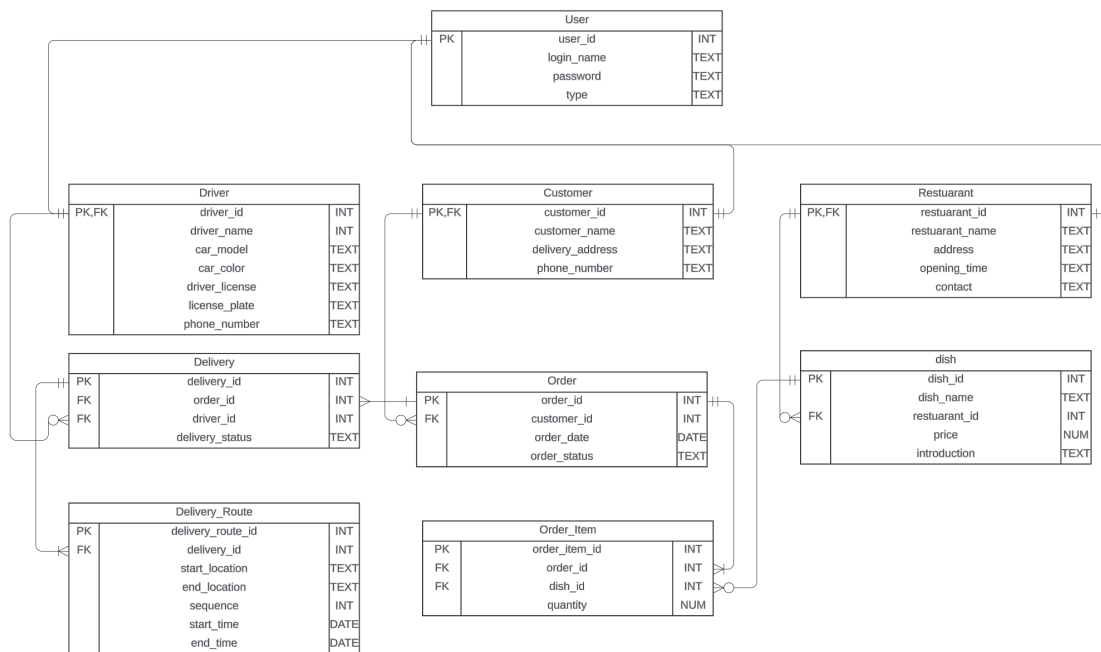 User
PK user_id INT
login_name TEXT
password TEXT
type TEXT
Driver
PK,FK driver_id INT
driver_name INT
car_model TEXT
car_color TEXT
driver_license TEXT
license_plate TEXT
phone_number TEXT
Customer
PK,FK customer_id INT
customer_name TEXT
delivery_address TEXT
phone_number TEXT
Restuarant
PK,FK restuarant_id INT
restuarant_name TEXT
address TEXT
opening_time TEXT
contact TEXT
Delivery
PK delivery_id INT
FK order_id INT
FK driver_id INT
delivery_status TEXT
Order
PK order_id INT
FK customer_id INT
order_date DATE
order_status TEXT
dish
PK dish_id INT
dish_name TEXT
FK restuarant_id INT
price NUM
introduction TEXT
Delivery_Route
PK delivery_route_id INT
FK delivery_id INT
start_location TEXT
end_location TEXT
sequence INT
start_time DATE
end_time DATE
Order_Item
PK order_item_id INT
FK order_id INT
FK dish_id INT
quantity NUM